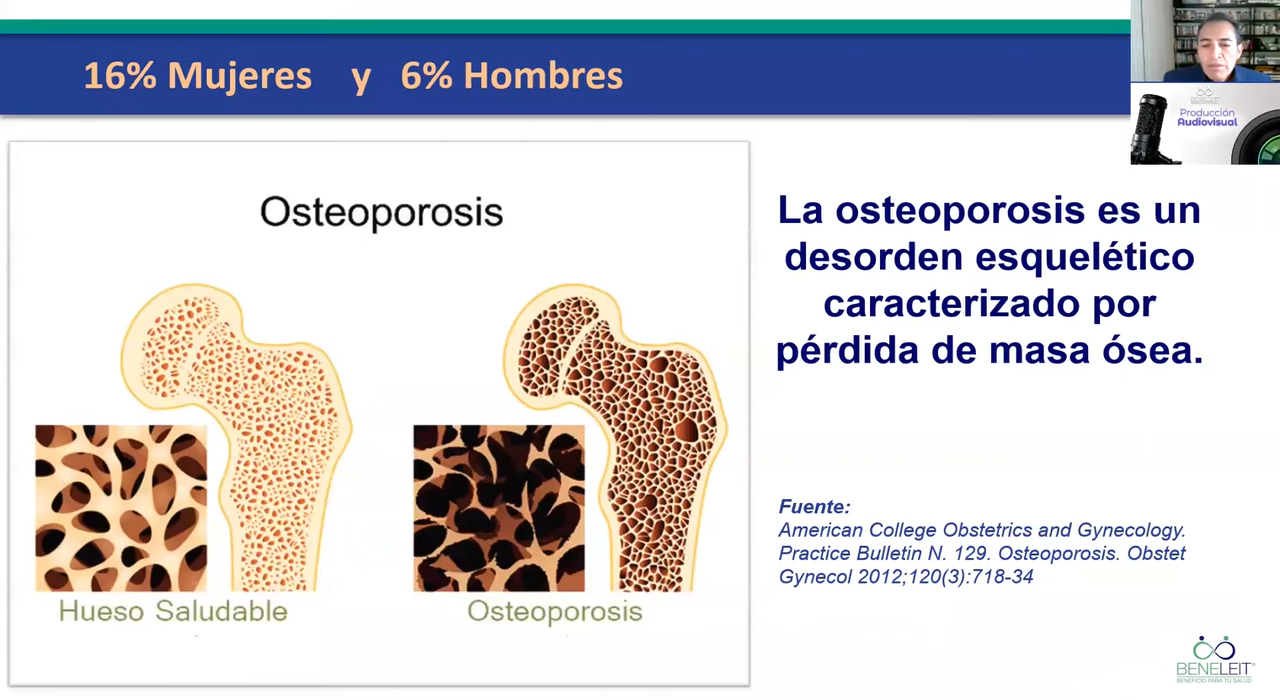 16% Mujeres y 6% Hombres
BENELEIT
Producción
Audiovisual
Osteoporosis
La osteoporosis es un
desorden esquelético
caracterizado por
pérdida de masa ósea.
Hueso Saludable
Osteoporosis
Fuente:
American College Obstetrics and Gynecology.
Practice Bulletin N. 129. Osteoporosis. Obstet
Gynecol 2012;120(3):718-34
BENELEIT®
BENEFICIO PARA TU SALUD